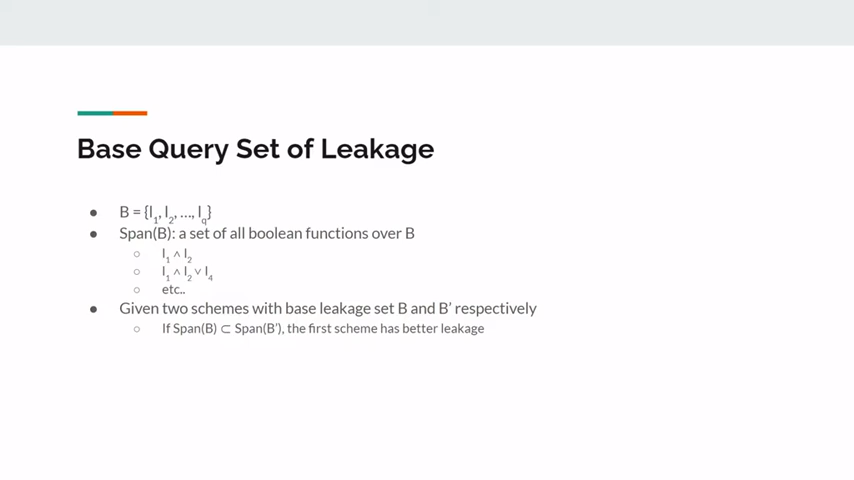 Base Query Set of Leakage
● B = {l₁, l₂, …, l_q}
● Span(B): a set of all boolean functions over B
○ l₁ ∧ l₂
○ l₁ ∧ l₂ ∨ l₄
○ etc..
● Given two schemes with base leakage set B and B’ respectively
○ If Span(B) ⊂ Span(B’), the first scheme has better leakage